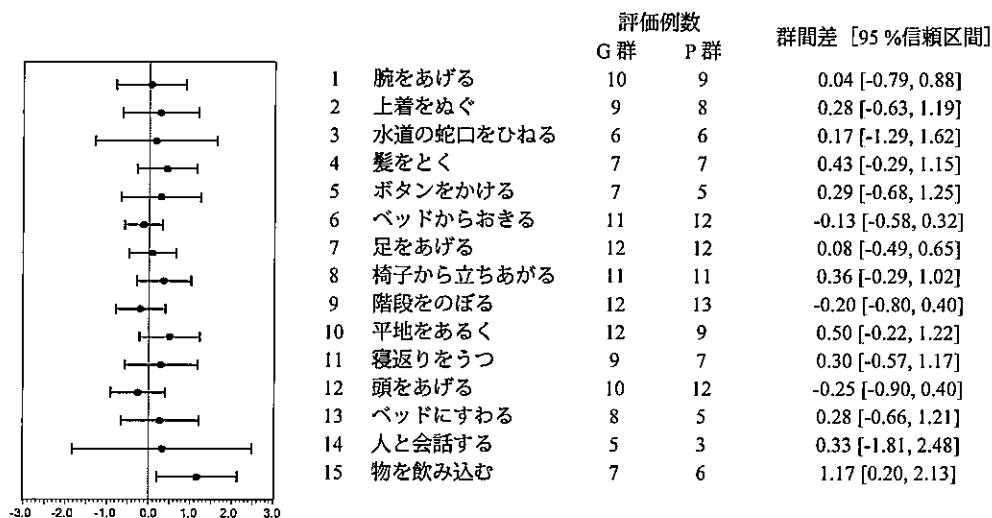 評価例数
G 群 P 群 群間差 [95 %信頼区間]
1 腕をあげる 10 9 0.04 [-0.79, 0.88]
2 上着をぬぐ 9 8 0.28 [-0.63, 1.19]
3 水道の蛇口をひねる 6 6 0.17 [-1.29, 1.62]
4 髪をとく 7 7 0.43 [-0.29, 1.15]
5 ボタンをかける 7 5 0.29 [-0.68, 1.25]
6 ベッドからおきる 11 12 -0.13 [-0.58, 0.32]
7 足をあげる 12 12 0.08 [-0.49, 0.65]
8 椅子から立ちあがる 11 11 0.36 [-0.29, 1.02]
9 階段をのぼる 12 13 -0.20 [-0.80, 0.40]
10 平地をあるく 12 9 0.50 [-0.22, 1.22]
11 寝返りをうつ 9 7 0.30 [-0.57, 1.17]
12 頭をあげる 10 12 -0.25 [-0.90, 0.40]
13 ベッドにすわる 8 5 0.28 [-0.66, 1.21]
14 人と会話する 5 3 0.33 [-1.81, 2.48]
15 物を飲み込む 7 6 1.17 [0.20, 2.13]
-3.0 -2.0 -1.0 0.0 1.0 2.0 3.0